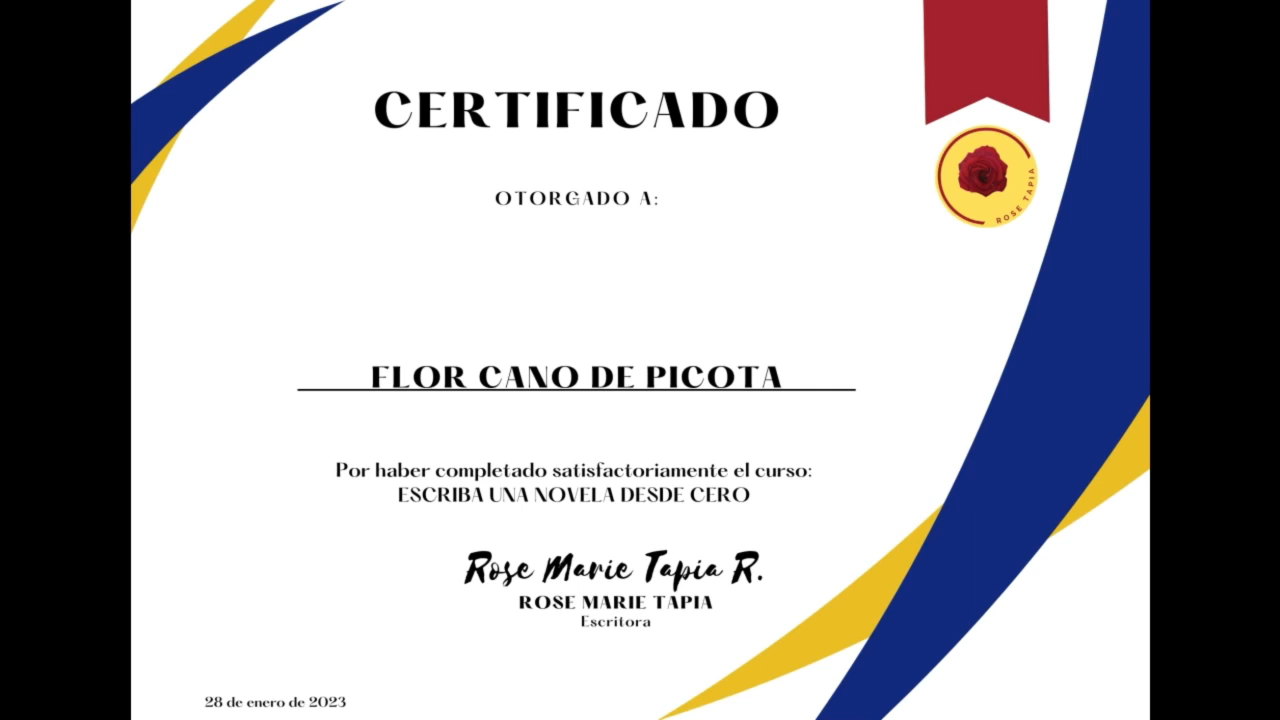 CERTIFICADO
ROSE TAPIA
OTORGADO A:
FLOR CANO DE PICOTA
Por haber completado satisfactoriamente el curso:
ESCRIBA UNA NOVELA DESDE CERO
Rose Marie Tapia R.
ROSE MARIE TAPIA
Escritora
28 de enero de 2023